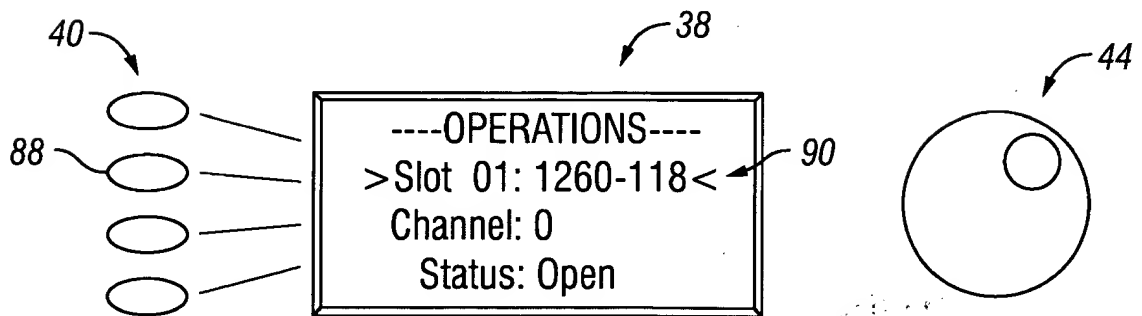 40
38
44
----OPERATIONS----
88
>Slot 01: 1260-118<
90
Channel: 0
Status: Open